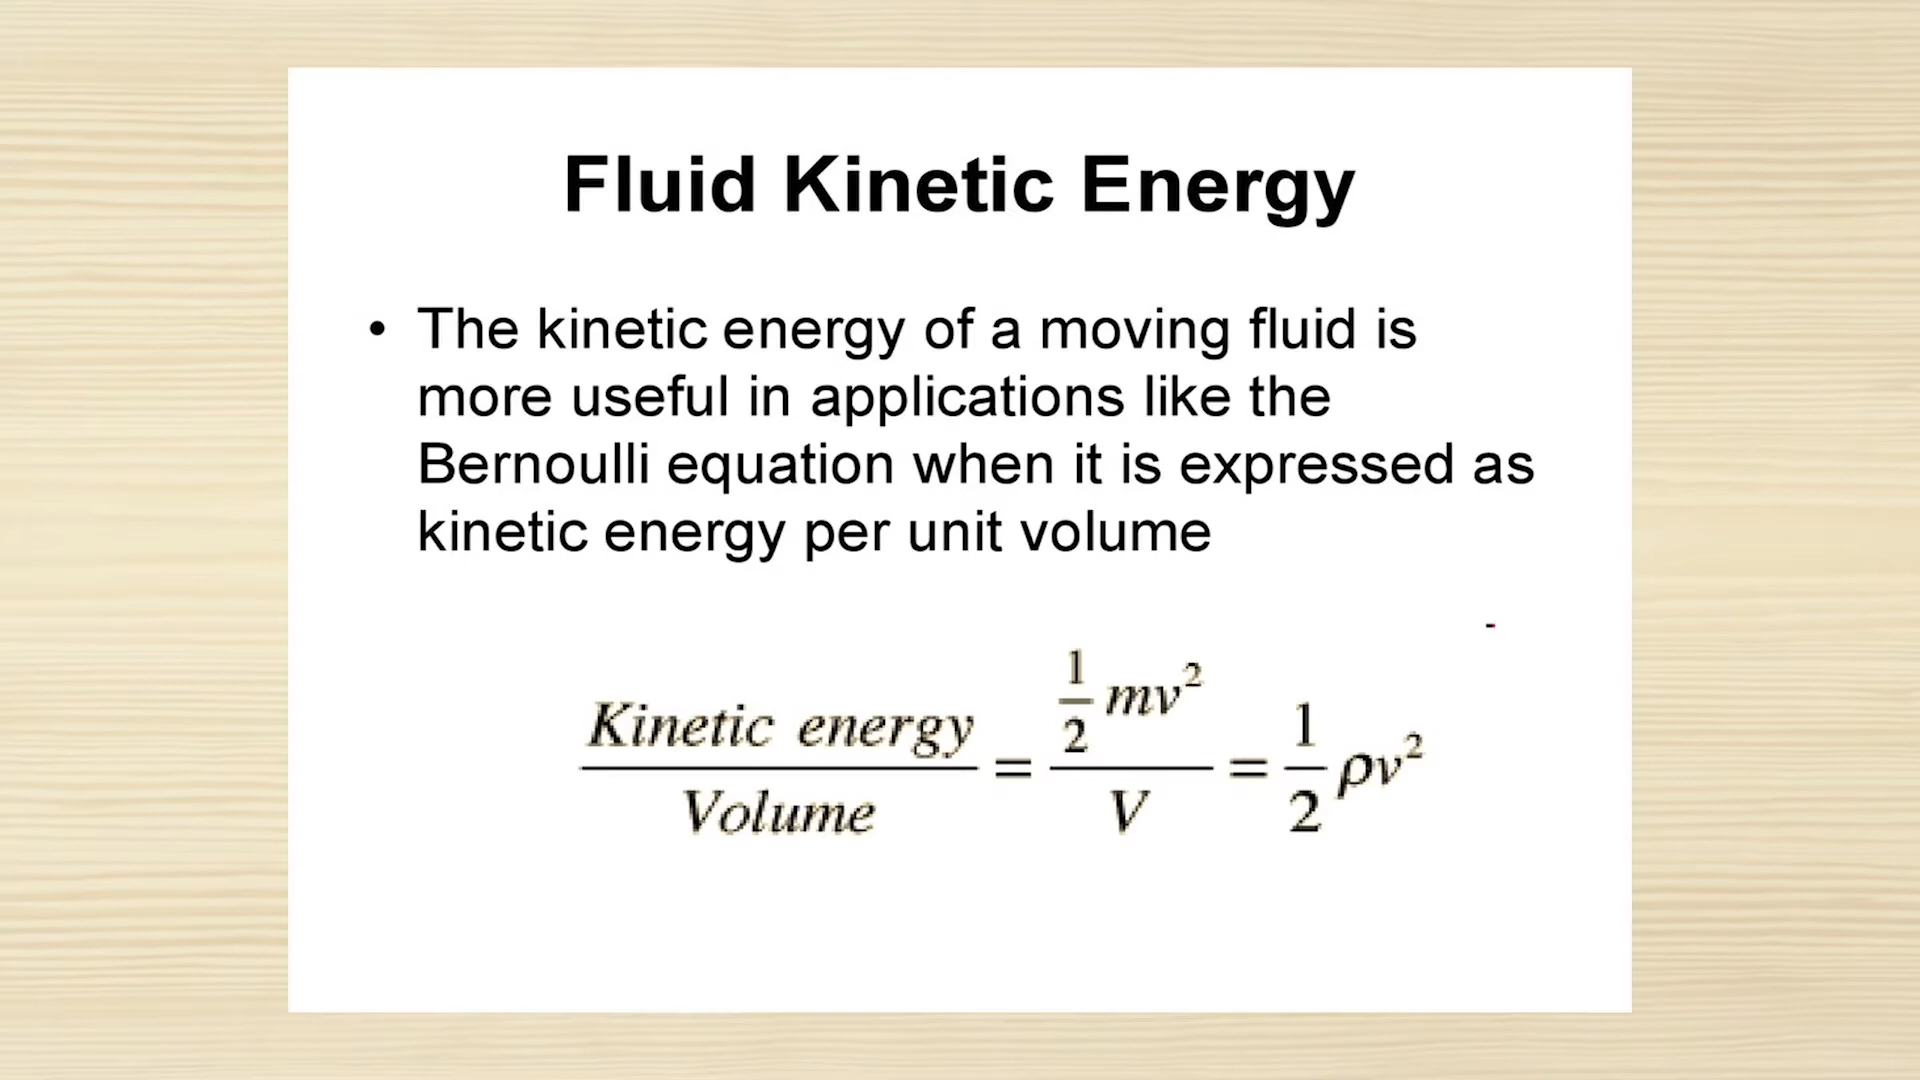 Fluid Kinetic Energy
• The kinetic energy of a moving fluid is
more useful in applications like the
Bernoulli equation when it is expressed as
kinetic energy per unit volume
Kinetic energy / Volume = ½ mv² / V = ½ ρv²